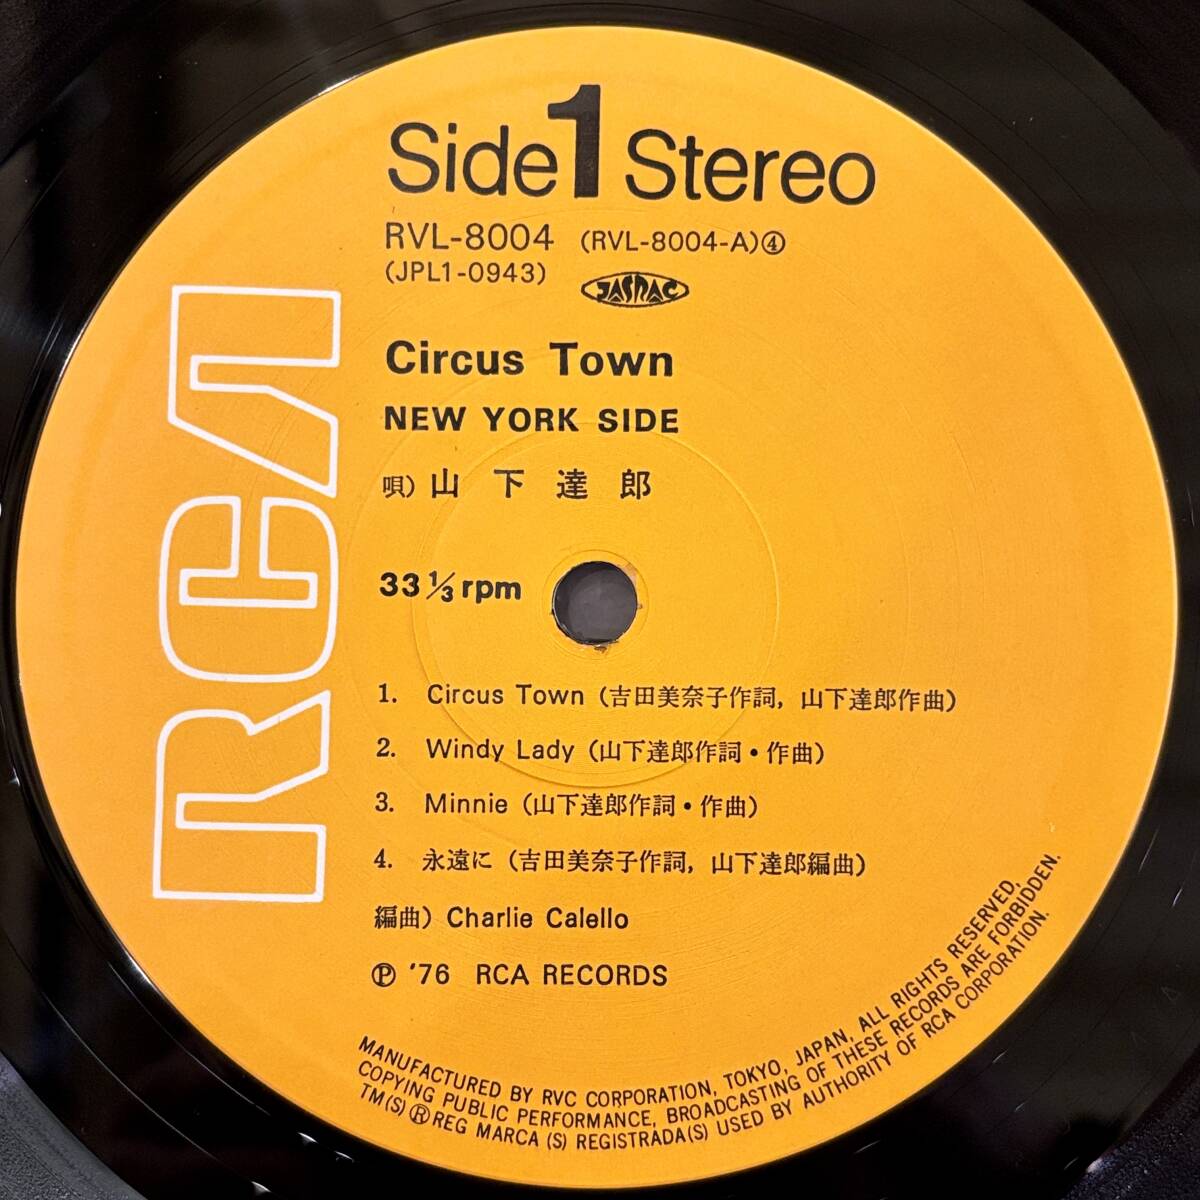 Side 1 Stereo
RVL-8004 (RVL-8004-A)④
(JPL1-0943)
JASRAC
Circus Town
NEW YORK SIDE
唄) 山下達郎
33 ⅓ rpm
1. Circus Town (吉田美奈子作詞, 山下達郎作曲)
2. Windy Lady (山下達郎作詞・作曲)
3. Minnie (山下達郎作詞・作曲)
4. 永遠に (吉田美奈子作詞, 山下達郎編曲)
編曲) Charlie Calello
Ⓟ '76 RCA RECORDS
RCA
MANUFACTURED BY RVC CORPORATION, TOKYO, JAPAN, ALL RIGHTS RESERVED,
COPYING PUBLIC PERFORMANCE, BROADCASTING OF THESE RECORDS ARE FORBIDDEN.
TM(S) ® REG MARCA (S) REGISTRADA(S) USED BY AUTHORITY OF RCA CORPORATION.